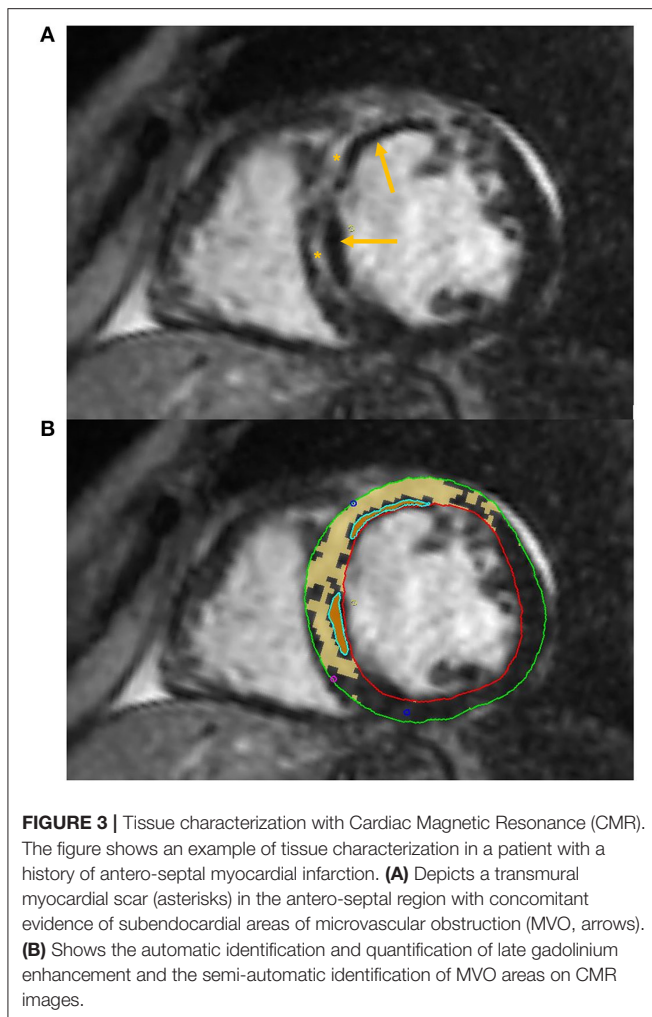 A
*
*
B
FIGURE 3 | Tissue characterization with Cardiac Magnetic Resonance (CMR).
The figure shows an example of tissue characterization in a patient with a
history of antero-septal myocardial infarction. (A) Depicts a transmural
myocardial scar (asterisks) in the antero-septal region with concomitant
evidence of subendocardial areas of microvascular obstruction (MVO, arrows).
(B) Shows the automatic identification and quantification of late gadolinium
enhancement and the semi-automatic identification of MVO areas on CMR
images.